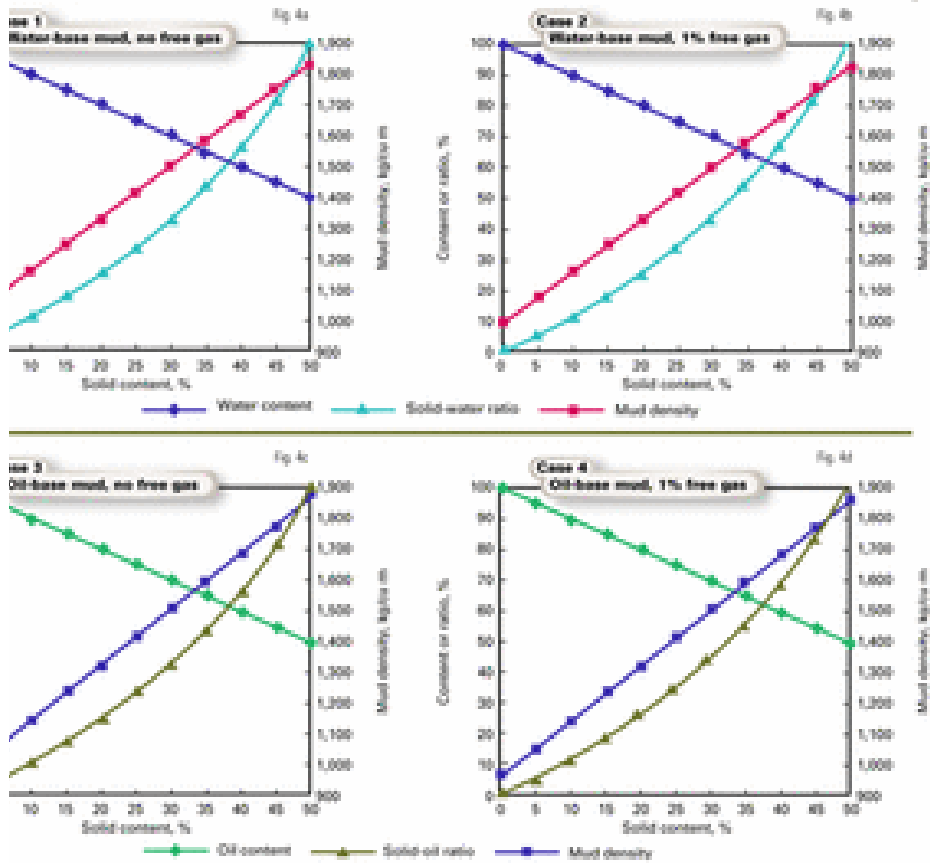 se 1
Fig. 4a
Water-base mud, no free gas
1,900
1,800
1,700
1,600
1,500
1,400
1,300
1,200
1,100
1,000
900
Mud density, kg/cu m
10 15 20 25 30 35 40 45 50
Solid content, %
Case 2
Fig. 4b
Water-base mud, 1% free gas
100
90
80
70
60
50
40
30
20
10
0
Content or ratio, %
1,900
1,800
1,700
1,600
1,500
1,400
1,300
1,200
1,100
1,000
900
Mud density, kg/cu m
0 5 10 15 20 25 30 35 40 45 50
Solid content, %
Water content Solid-water ratio Mud density
se 3
Fig. 4c
Oil-base mud, no free gas
1,900
1,800
1,700
1,600
1,500
1,400
1,300
1,200
1,100
1,000
900
Mud density, kg/cu m
10 15 20 25 30 35 40 45 50
Solid content, %
Case 4
Fig. 4d
Oil-base mud, 1% free gas
100
90
80
70
60
50
40
30
20
10
0
Content or ratio, %
1,900
1,800
1,700
1,600
1,500
1,400
1,300
1,200
1,100
1,000
900
Mud density, kg/cu m
0 5 10 15 20 25 30 35 40 45 50
Solid content, %
Oil content Solid-oil ratio Mud density